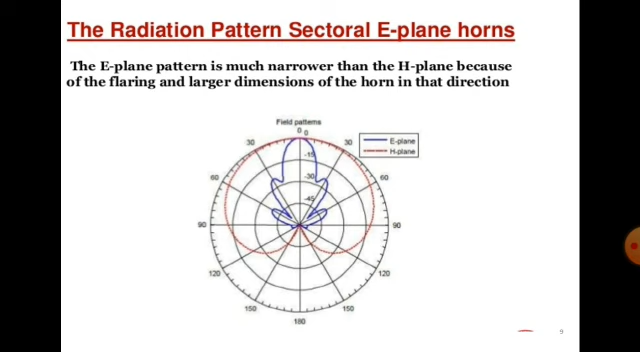 The Radiation Pattern Sectoral E-plane horns
The E-plane pattern is much narrower than the H-plane because
of the flaring and larger dimensions of the horn in that direction
Field patterns
0 0
30 30
E-plane
H-plane
-15
60 -30 60
-45
90 90
120 120
150 150
180
9